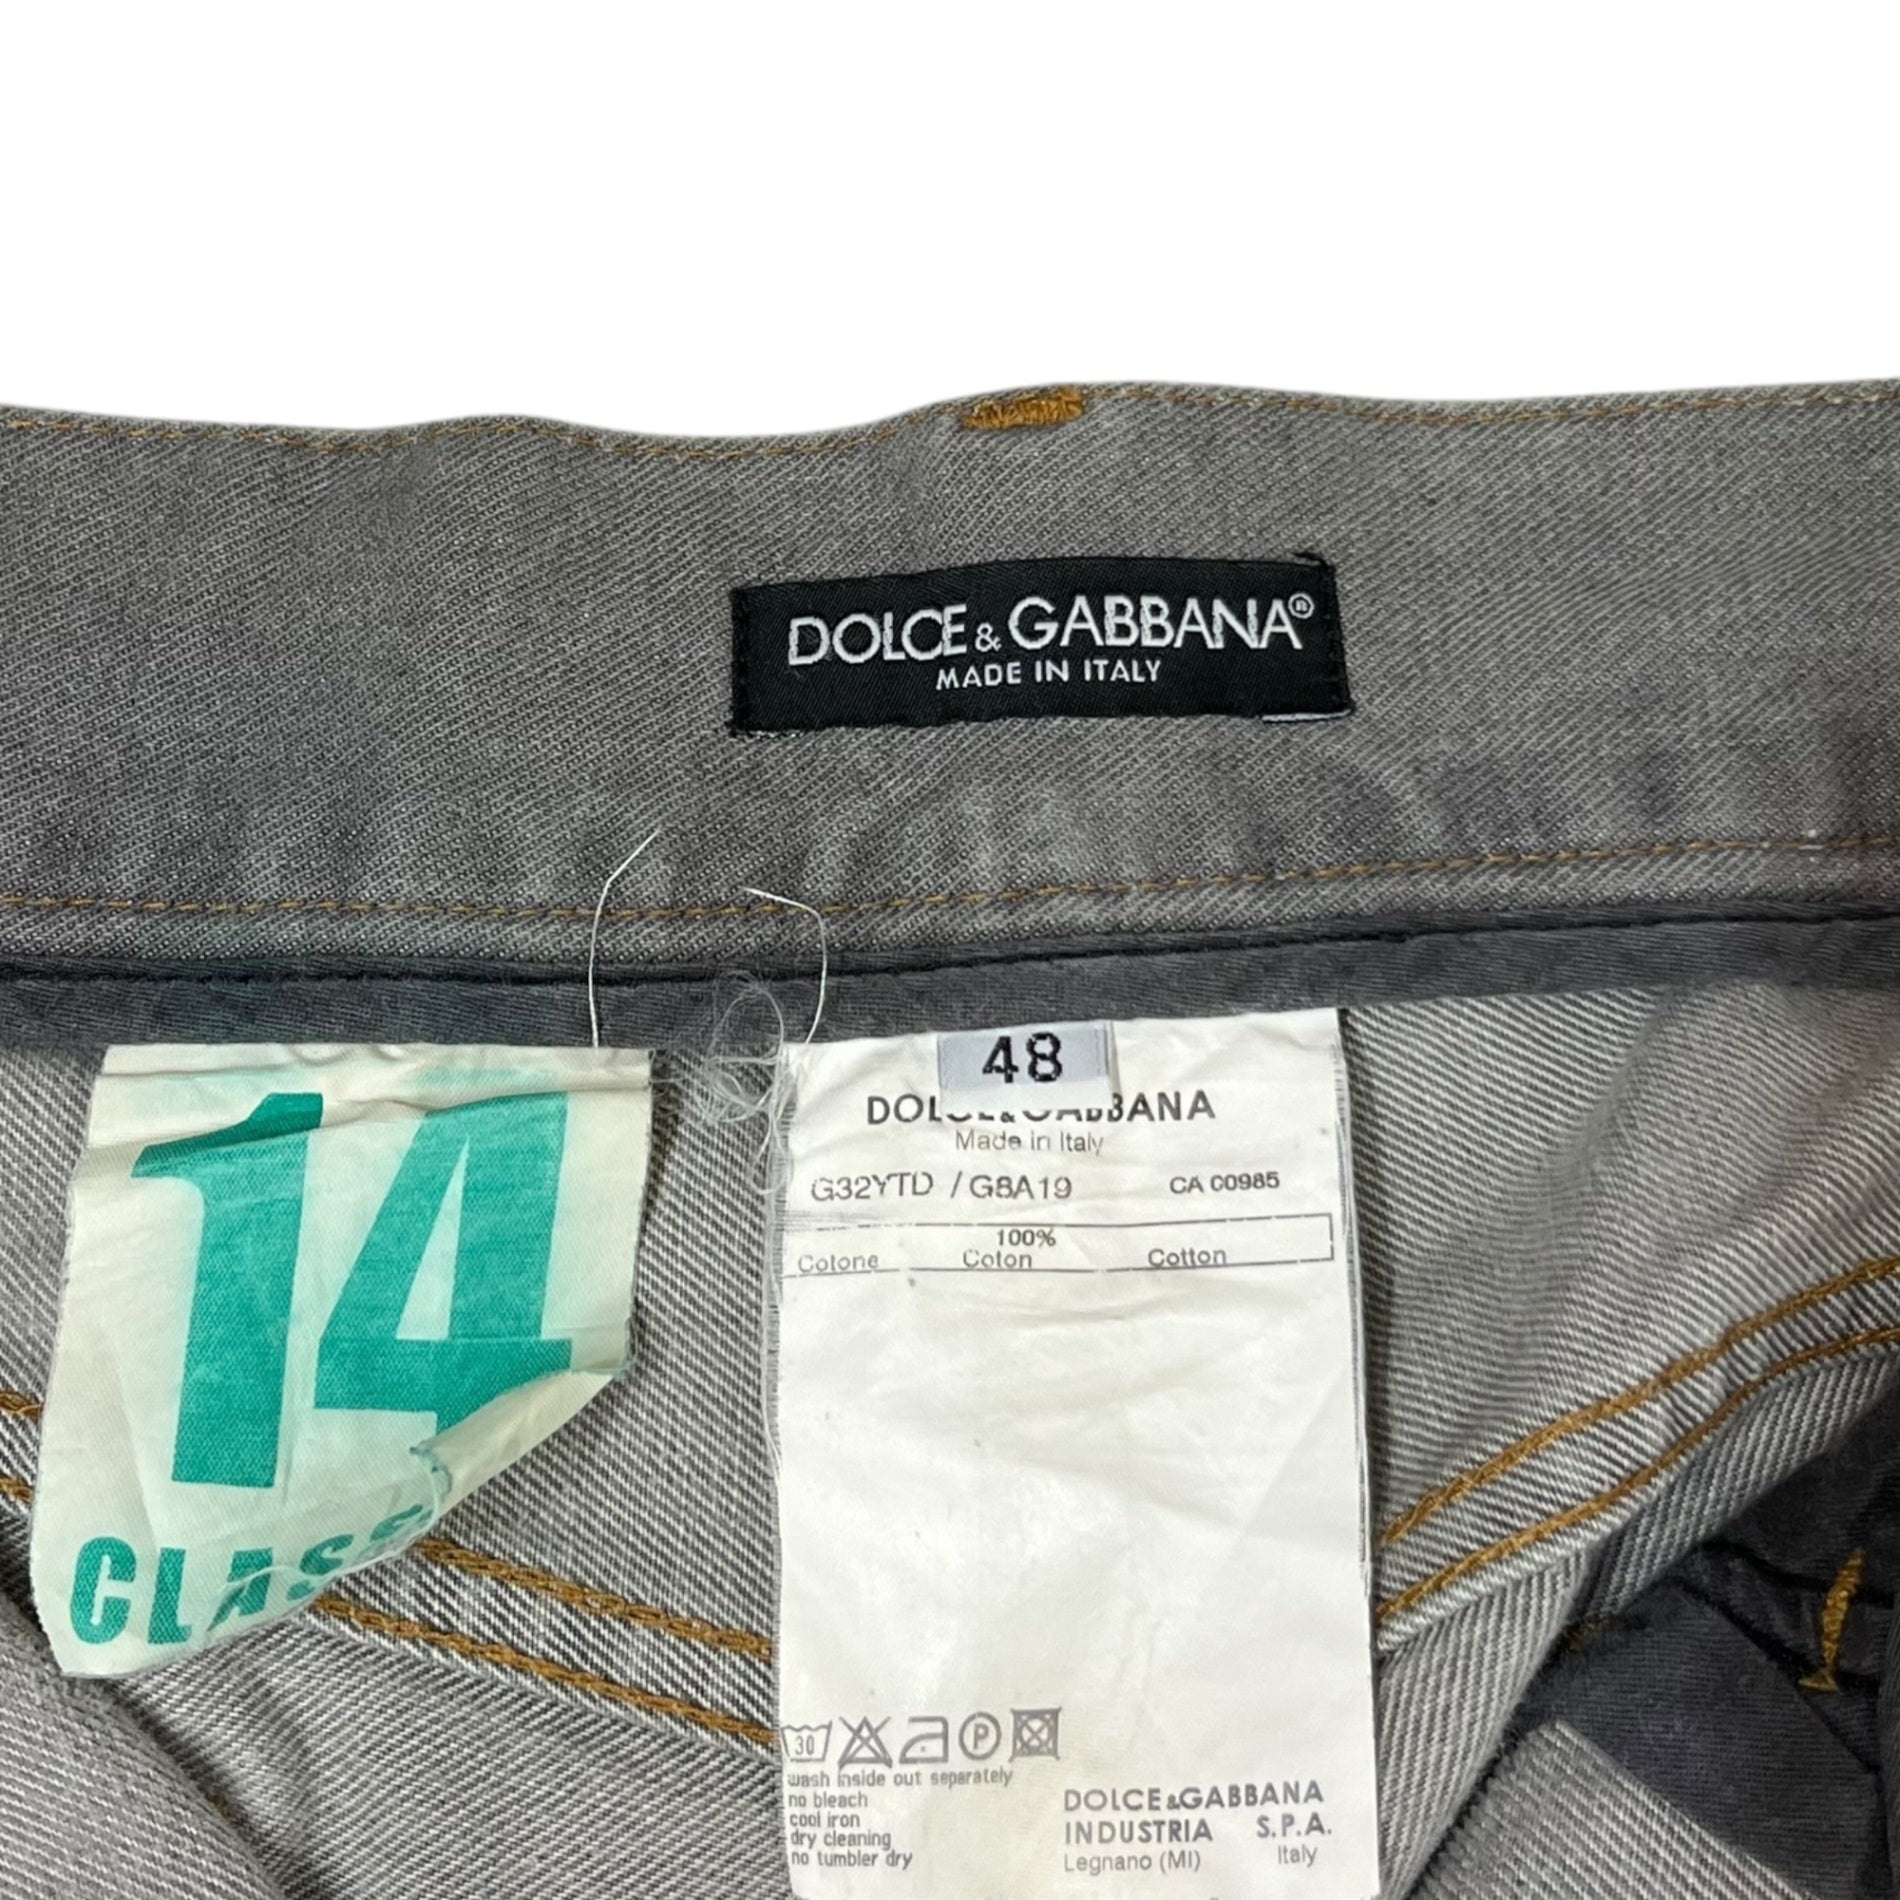 DOLCE & GABBANA®
MADE IN ITALY
14
CLASS
48
DOLCE & GABBANA
Made in Italy
G32YTD / G8A19 CA 00985
100%
Cotone Coton Cotton
30 P
wash inside out separately
no bleach
cool iron
dry cleaning
no tumbler dry
DOLCE & GABBANA
INDUSTRIA S.P.A.
Legnano (MI) Italy